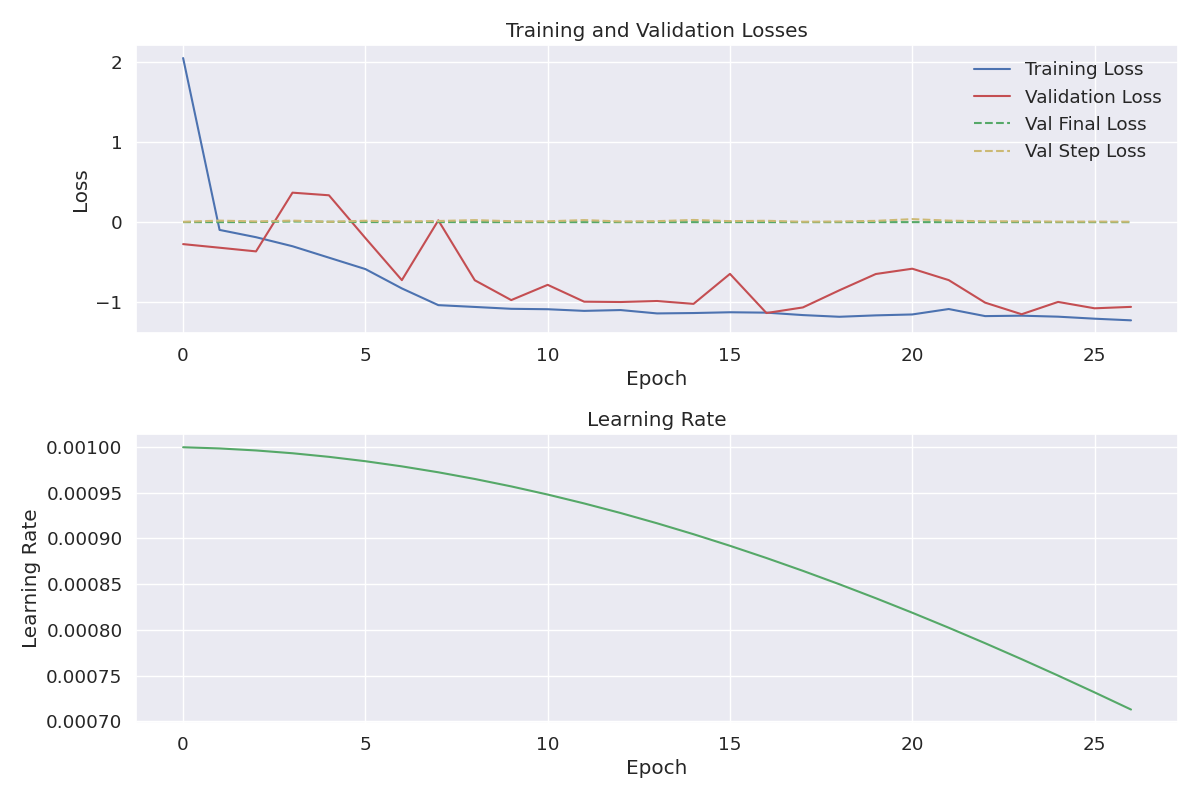 Training and Validation Losses
Training Loss
Validation Loss
Val Final Loss
Val Step Loss
2
1
0
−1
Loss
0 5 10 15 20 25
Epoch
Learning Rate
0.00100
0.00095
0.00090
0.00085
0.00080
0.00075
0.00070
Learning Rate
0 5 10 15 20 25
Epoch